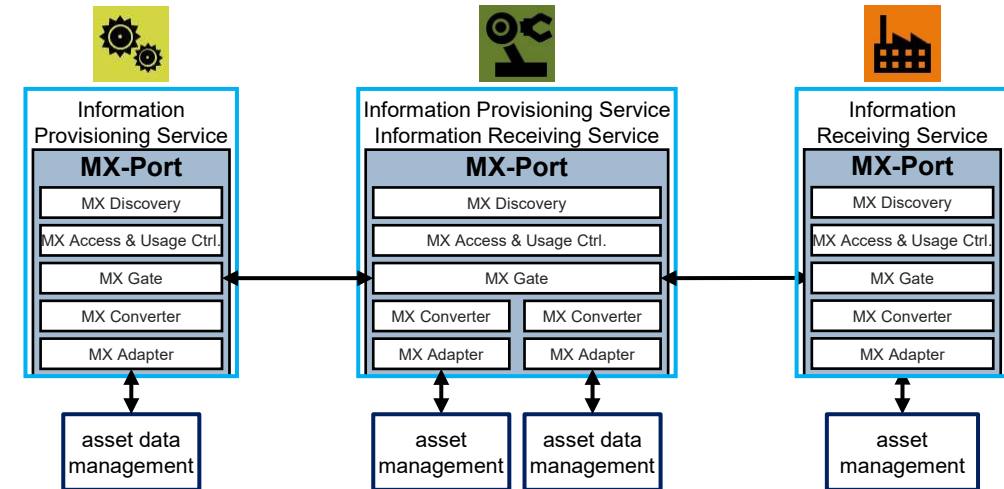 Information
Provisioning Service
MX-Port
MX Discovery
MX Access & Usage Ctrl.
MX Gate
MX Converter
MX Adapter
asset data
management
Information Provisioning Service
Information Receiving Service
MX-Port
MX Discovery
MX Access & Usage Ctrl.
MX Gate
MX Converter
MX Converter
MX Adapter
MX Adapter
asset
management
asset data
management
Information
Receiving Service
MX-Port
MX Discovery
MX Access & Usage Ctrl.
MX Gate
MX Converter
MX Adapter
asset
management